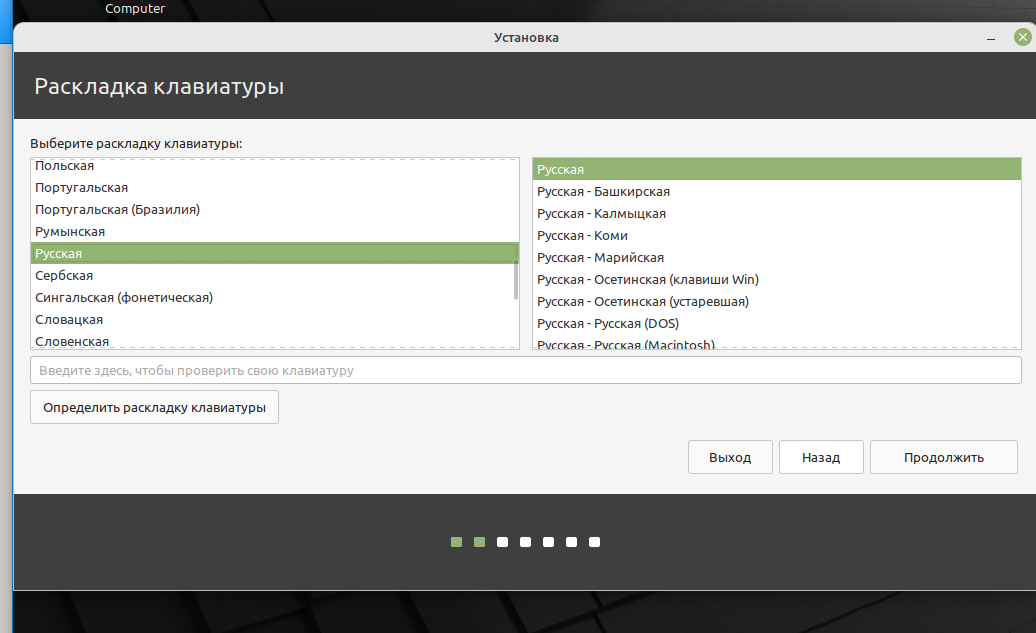 Computer
Установка
Раскладка клавиатуры
Выберите раскладку клавиатуры:
Польская
Португальская
Португальская (Бразилия)
Румынская
Русская
Сербская
Сингальская (фонетическая)
Словацкая
Словенская
Русская
Русская - Башкирская
Русская - Калмыцкая
Русская - Коми
Русская - Марийская
Русская - Осетинская (клавиши Win)
Русская - Осетинская (устаревшая)
Русская - Русская (DOS)
Русская - Русская (Macintosh)
Введите здесь, чтобы проверить свою клавиатуру
Определить раскладку клавиатуры
Выход Назад Продолжить